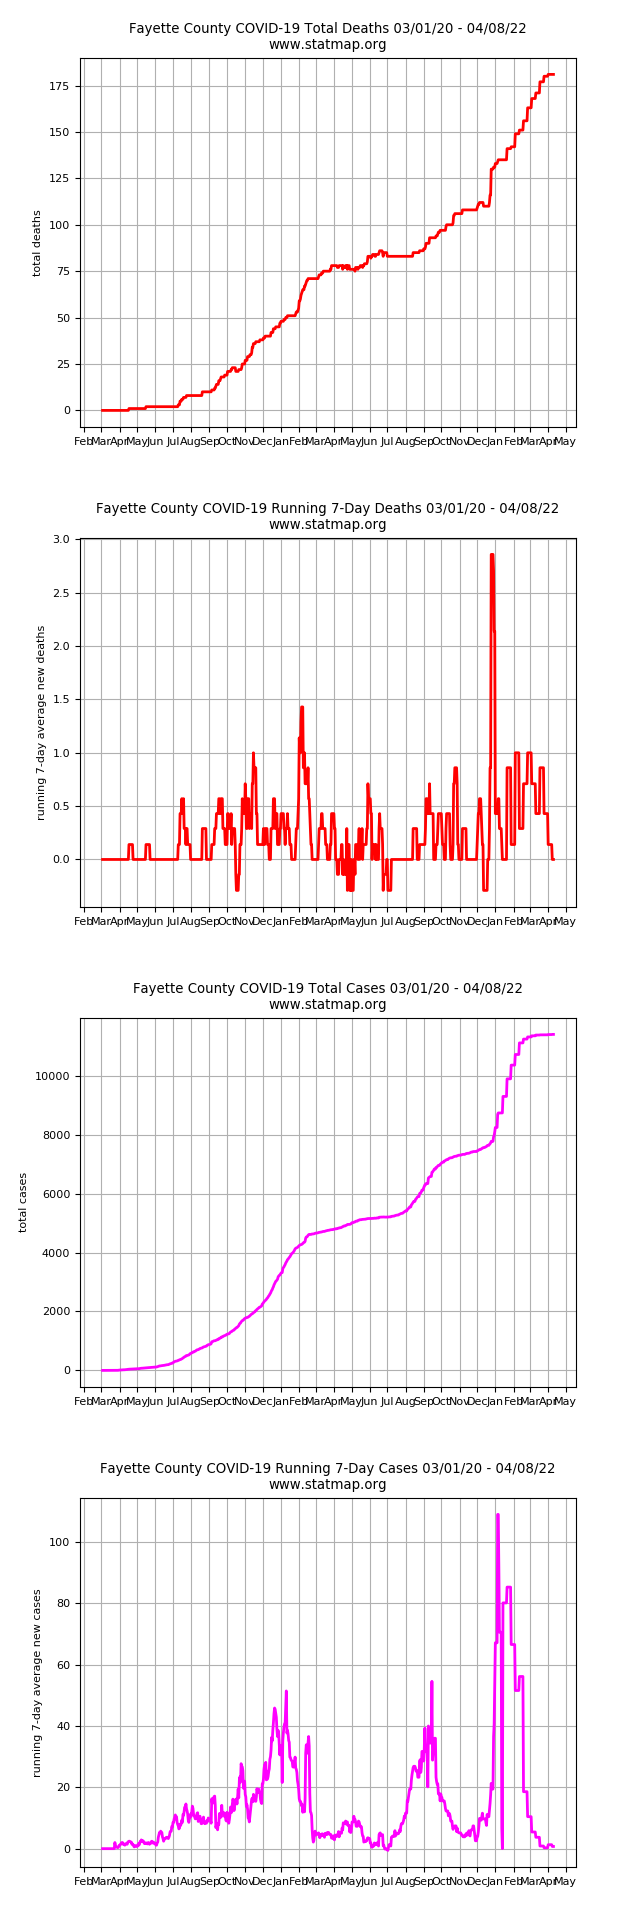 Fayette County COVID-19 Total Deaths 03/01/20 - 04/08/22
www.statmap.org
175
150
125
100
75
50
25
0
total deaths
Feb Mar Apr May Jun Jul Aug Sep Oct Nov Dec Jan Feb Mar Apr May Jun Jul Aug Sep Oct Nov Dec Jan Feb Mar Apr May
Fayette County COVID-19 Running 7-Day Deaths 03/01/20 - 04/08/22
www.statmap.org
3.0
2.5
2.0
1.5
1.0
0.5
0.0
running 7-day average new deaths
Feb Mar Apr May Jun Jul Aug Sep Oct Nov Dec Jan Feb Mar Apr May Jun Jul Aug Sep Oct Nov Dec Jan Feb Mar Apr May
Fayette County COVID-19 Total Cases 03/01/20 - 04/08/22
www.statmap.org
10000
8000
6000
4000
2000
0
total cases
Feb Mar Apr May Jun Jul Aug Sep Oct Nov Dec Jan Feb Mar Apr May Jun Jul Aug Sep Oct Nov Dec Jan Feb Mar Apr May
Fayette County COVID-19 Running 7-Day Cases 03/01/20 - 04/08/22
www.statmap.org
100
80
60
40
20
0
running 7-day average new cases
Feb Mar Apr May Jun Jul Aug Sep Oct Nov Dec Jan Feb Mar Apr May Jun Jul Aug Sep Oct Nov Dec Jan Feb Mar Apr May